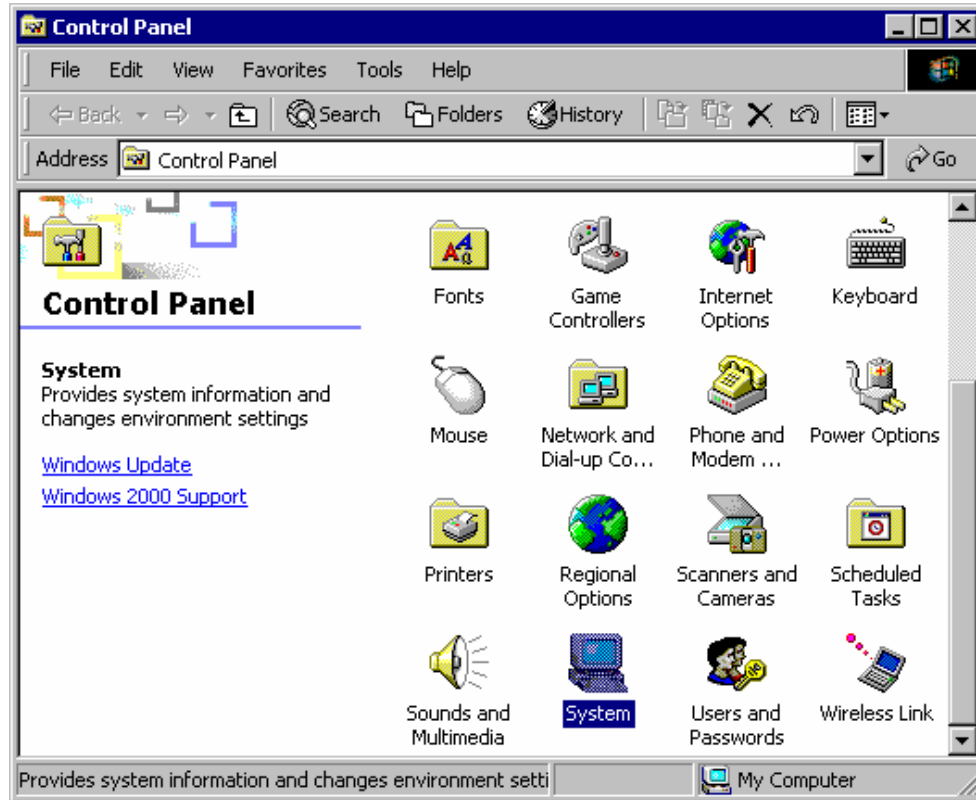 Control Panel
File Edit View Favorites Tools Help
Back Search Folders History
Address Control Panel Go
Control Panel
System
Provides system information and
changes environment settings
Windows Update
Windows 2000 Support
Fonts Game Internet Keyboard
Controllers Options
Mouse Network and Phone and Power Options
Dial-up Co... Modem ...
Printers Regional Scanners and Scheduled
Options Cameras Tasks
Sounds and System Users and Wireless Link
Multimedia Passwords
Provides system information and changes environment setti My Computer